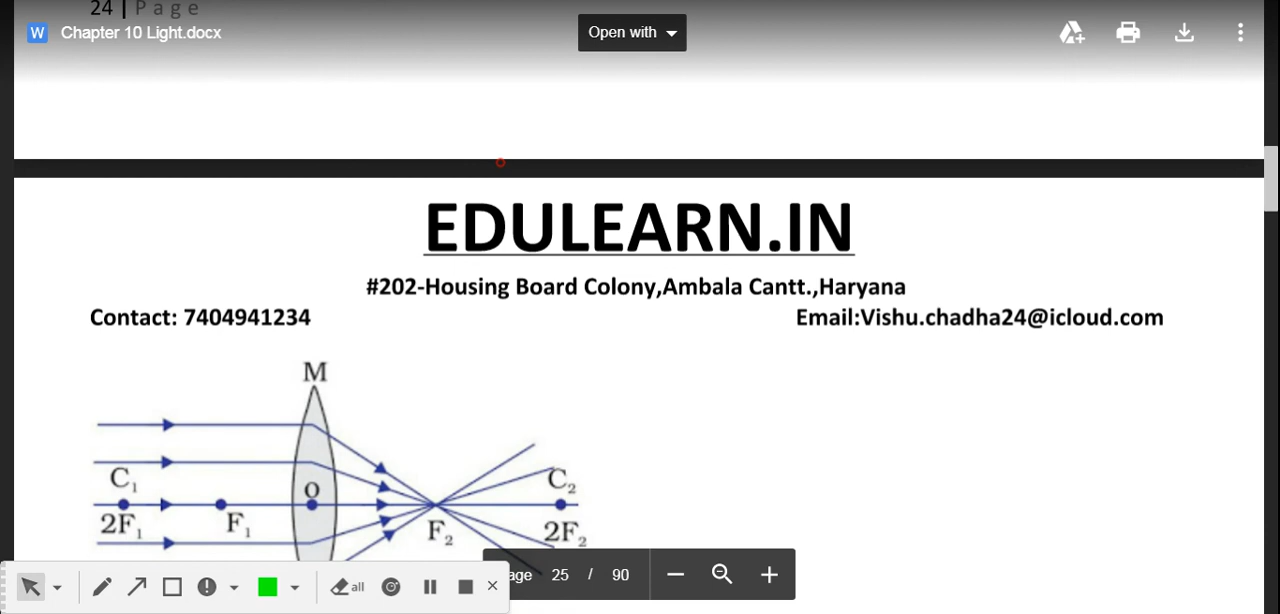 24 | P a g e
W Chapter 10 Light.docx
Open with
EDULEARN.IN
#202-Housing Board Colony,Ambala Cantt.,Haryana
Contact: 7404941234 Email:Vishu.chadha24@icloud.com
M
C₁ O C₂
2F₁ F₁ F₂ 2F₂
all
age 25 / 90